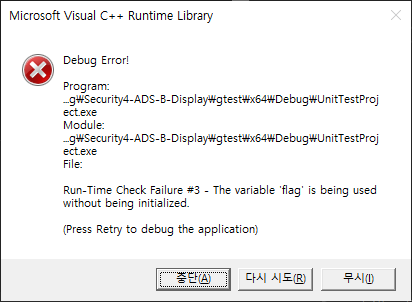 Microsoft Visual C++ Runtime Library
Debug Error!
Program:
...g₩Security4-ADS-B-Display₩gtest₩x64₩Debug₩UnitTestProj
ect.exe
Module:
...g₩Security4-ADS-B-Display₩gtest₩x64₩Debug₩UnitTestProj
ect.exe
File:
Run-Time Check Failure #3 - The variable 'flag' is being used
without being initialized.
(Press Retry to debug the application)
중단(A)
다시 시도(R)
무시(I)